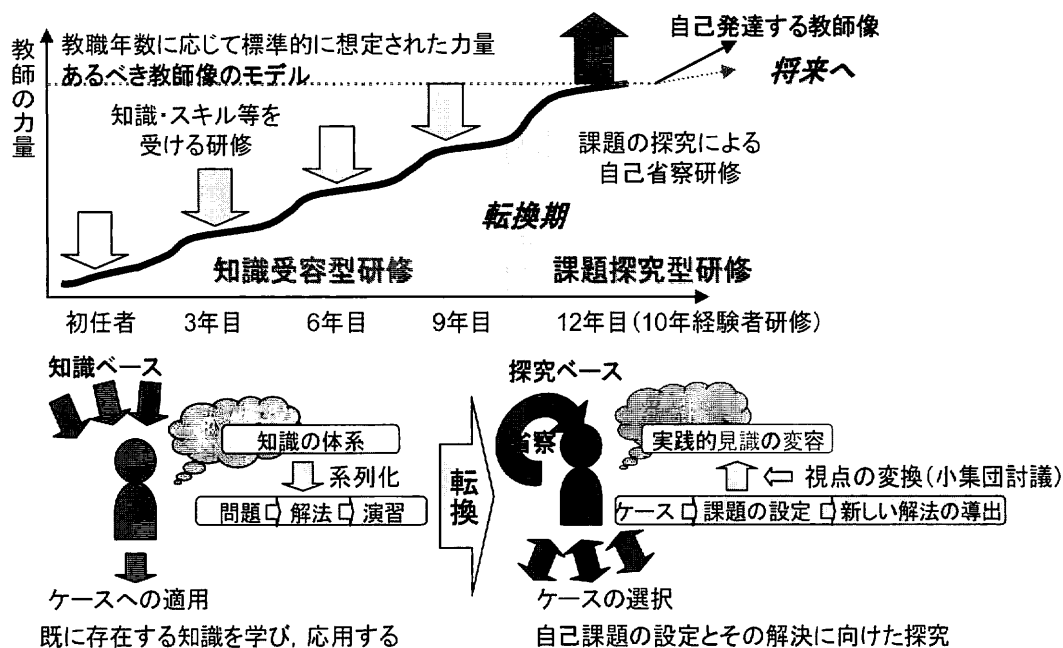 教師の力量
教職年数に応じて標準的に想定された力量
あるべき教師像のモデル
自己発達する教師像
将来へ
知識・スキル等を
受ける研修
課題の探究による
自己省察研修
転換期
知識受容型研修
課題探究型研修
初任者
3年目
6年目
9年目
12年目(10年経験者研修)
知識ベース
知識の体系
系列化
問題
解法
演習
ケースへの適用
既に存在する知識を学び, 応用する
転換
探究ベース
省察
実践的見識の変容
視点の変換(小集団討議)
ケース
課題の設定
新しい解法の導出
ケースの選択
自己課題の設定とその解決に向けた探究